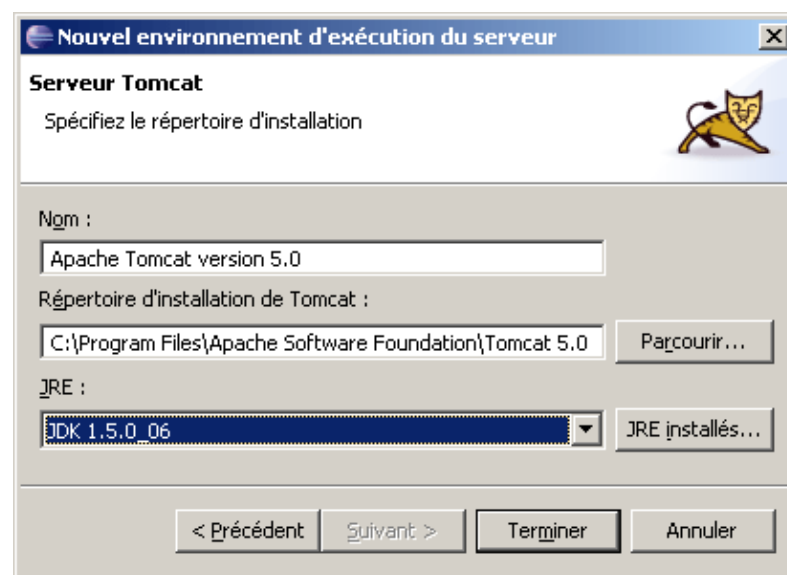 Nouvel environnement d'exécution du serveur
Serveur Tomcat
Spécifiez le répertoire d'installation
Nom :
Apache Tomcat version 5.0
Répertoire d'installation de Tomcat :
C:\Program Files\Apache Software Foundation\Tomcat 5.0
Parcourir...
JRE :
JDK 1.5.0_06
JRE installés...
< Précédent
Suivant >
Terminer
Annuler